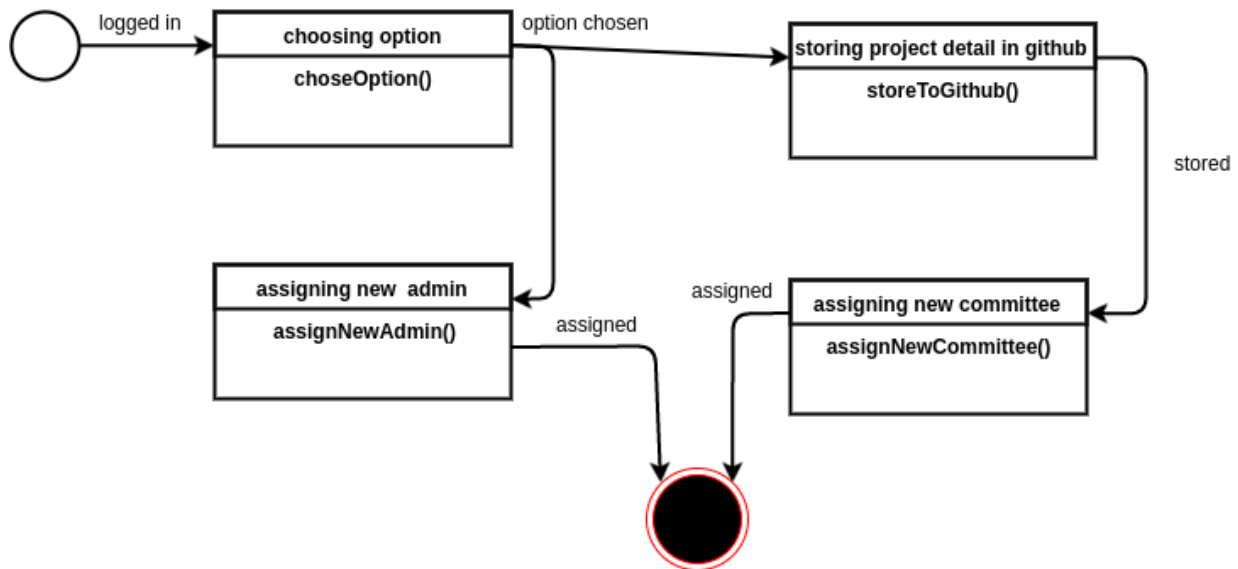 logged in
choosing option
choseOption()
option chosen
storing project detail in github
storeToGithub()
stored
assigning new  admin
assignNewAdmin()
assigned
assigned
assigning new committee
assignNewCommittee()